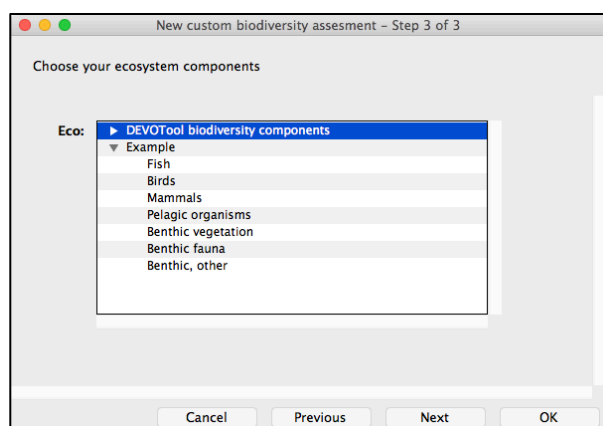 New custom biodiversity assesment – Step 3 of 3
Choose your ecosystem components
Eco: DEVOTool biodiversity components
Example
Fish
Birds
Mammals
Pelagic organisms
Benthic vegetation
Benthic fauna
Benthic, other
Cancel Previous Next OK